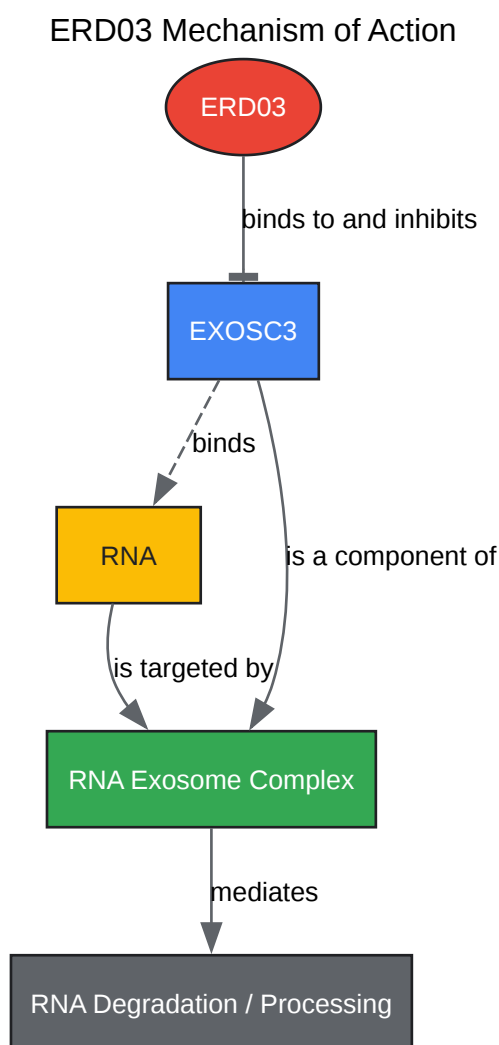 ERD03 Mechanism of Action
ERD03
binds to and inhibits
EXOSC3
binds
RNA
is a component of
is targeted by
RNA Exosome Complex
mediates
RNA Degradation / Processing